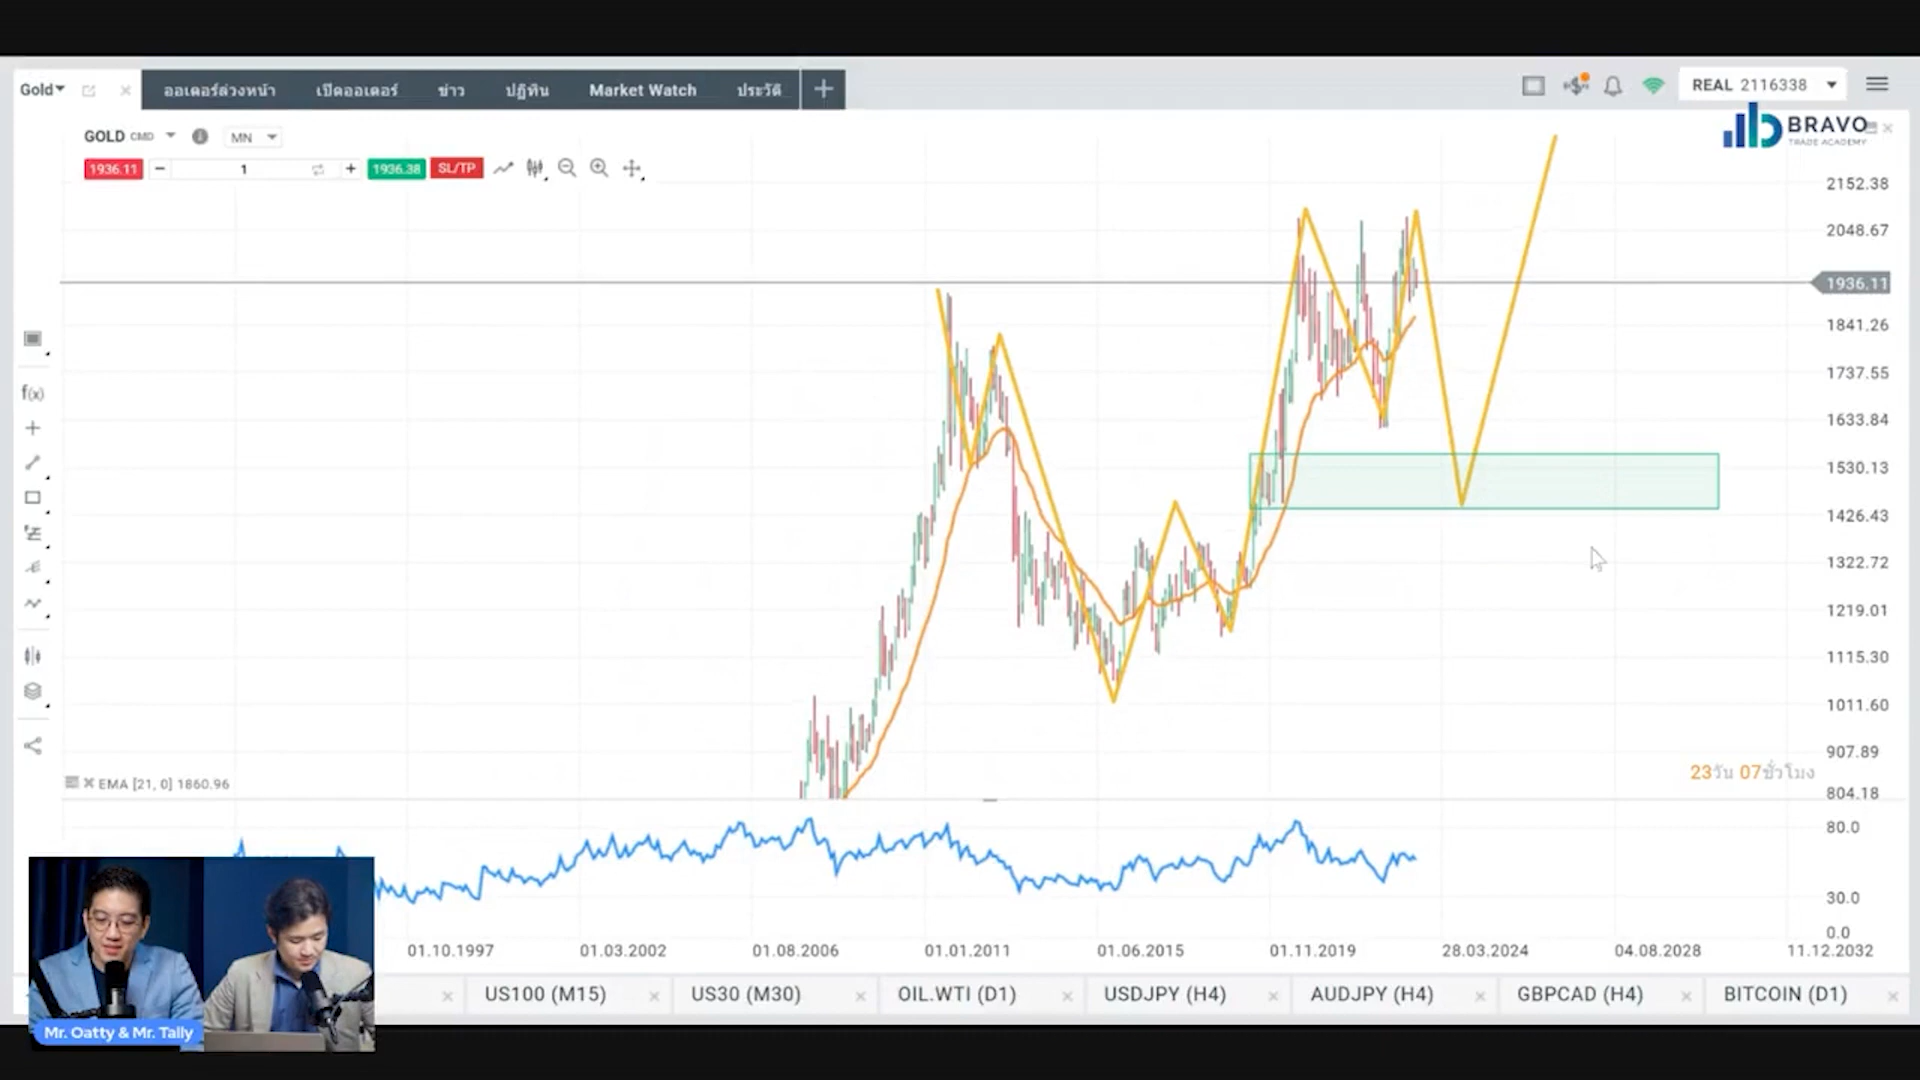 Gold
ออเดอร์ล่วงหน้า
เปิดออเดอร์
ข่าว
ปฏิทิน
Market Watch
ประวัติ
REAL 2116338
BRAVO
TRADE ACADEMY
GOLD CMD
MN
1936.11
1
1936.38
SL/TP
2152.38
2048.67
1936.11
1841.26
1737.55
1633.84
1530.13
1426.43
1322.72
1219.01
1115.30
1011.60
907.89
804.18
f(x)
EMA [21, 0] 1860.96
23วัน 07ชั่วโมง
80.0
30.0
0.0
01.10.1997
01.03.2002
01.08.2006
01.01.2011
01.06.2015
01.11.2019
28.03.2024
04.08.2028
11.12.2032
US100 (M15)
US30 (M30)
OIL.WTI (D1)
USDJPY (H4)
AUDJPY (H4)
GBPCAD (H4)
BITCOIN (D1)
Mr. Oatty & Mr. Tally